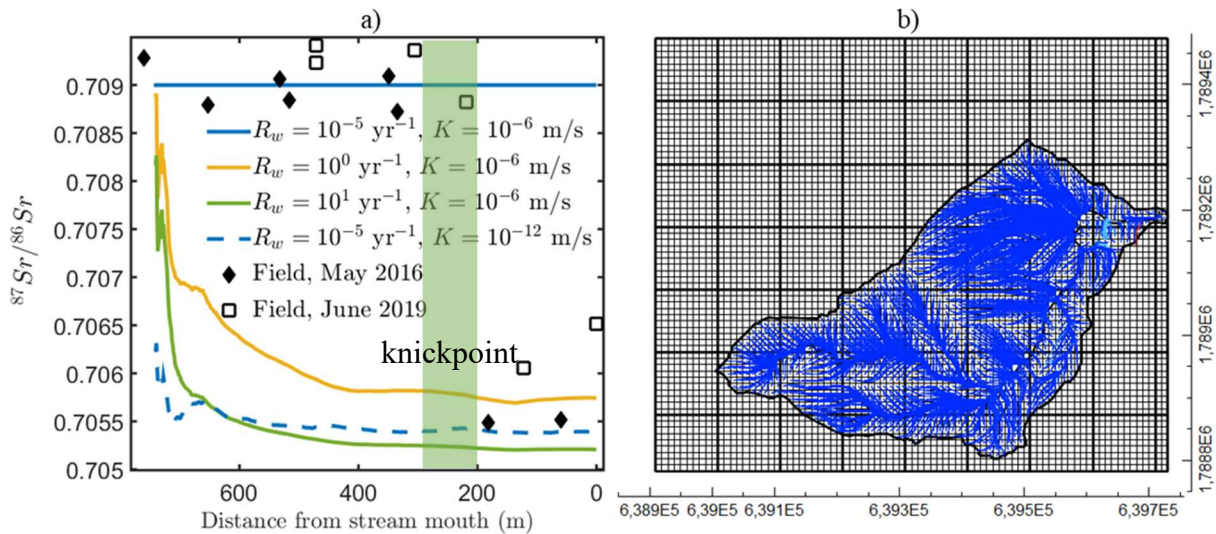 a)
b)
0.709
0.7085
0.708
0.7075
0.707
0.7065
0.706
0.7055
0.705
⁸⁷Sr/⁸⁶Sr
R_w = 10⁻⁵ yr⁻¹, K = 10⁻⁶ m/s
R_w = 10⁰ yr⁻¹, K = 10⁻⁶ m/s
R_w = 10¹ yr⁻¹, K = 10⁻⁶ m/s
R_w = 10⁻⁵ yr⁻¹, K = 10⁻¹² m/s
Field, May 2016
Field, June 2019
knickpoint
600 400 200 0
Distance from stream mouth (m)
1,7894E6
1,7892E6
1,789E6
1,7888E6
6,389E5 6,39E5 6,391E5 6,393E5 6,395E5 6,397E5